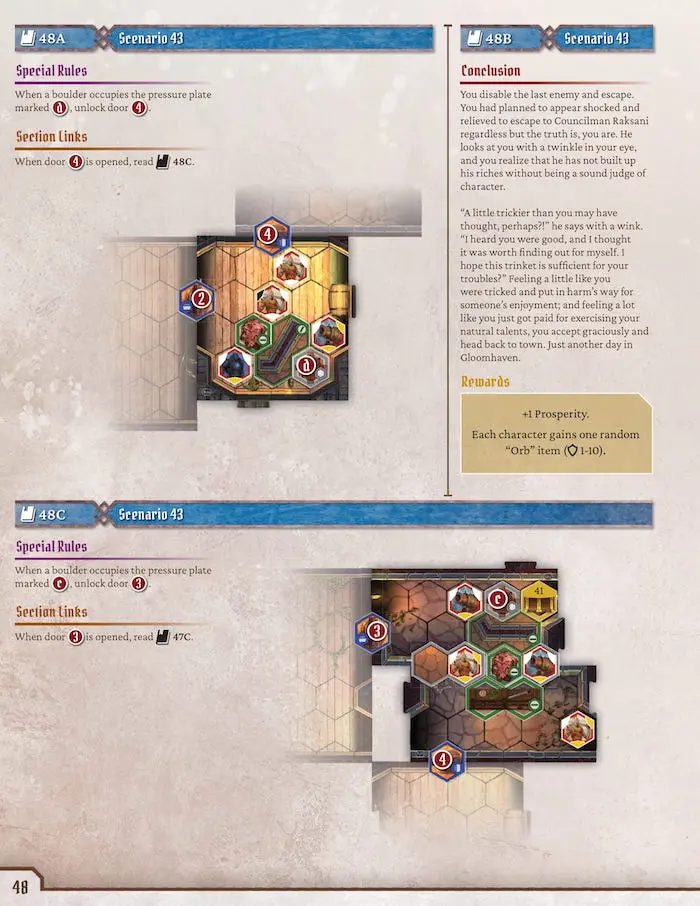 48A Scenario 43
Special Rules
When a boulder occupies the pressure plate
marked d, unlock door 4.
Section Links
When door 4 is opened, read 48C.
4
2
d
48B Scenario 43
Conclusion
You disable the last enemy and escape.
You had planned to appear shocked and
relieved to escape to Councilman Raksani
regardless but the truth is, you are. He
looks at you with a twinkle in your eye,
and you realize that he has not built up
his riches without being a sound judge of
character.
“A little trickier than you may have
thought, perhaps?!” he says with a wink.
“I heard you were good, and I thought
it was worth finding out for myself. I
hope this trinket is sufficient for your
troubles?” Feeling a little like you
were tricked and put in harm’s way for
someone’s enjoyment; and feeling a lot
like you just got paid for exercising your
natural talents, you accept graciously and
head back to town. Just another day in
Gloomhaven.
Rewards
+1 Prosperity.
Each character gains one random
“Orb” item (1-10).
48C Scenario 43
Special Rules
When a boulder occupies the pressure plate
marked e, unlock door 3.
Section Links
When door 3 is opened, read 47C.
e
41
3
4
48